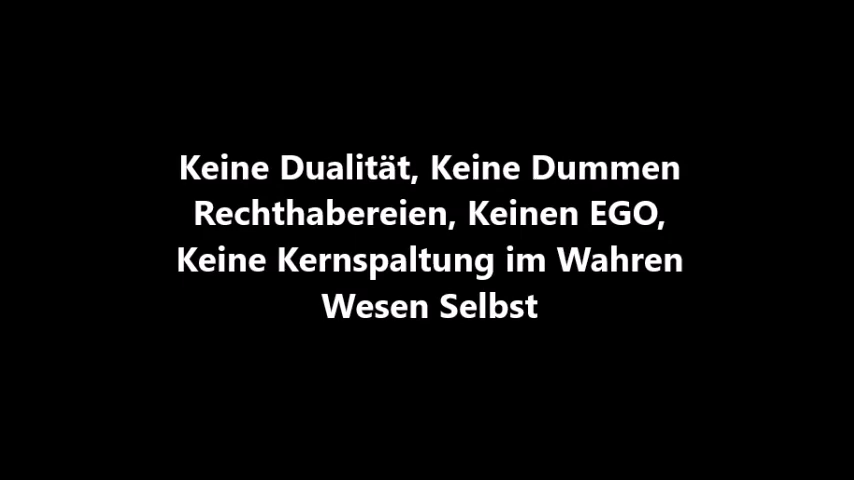 Keine Dualität, Keine Dummen
Rechthabereien, Keinen EGO,
Keine Kernspaltung im Wahren
Wesen Selbst